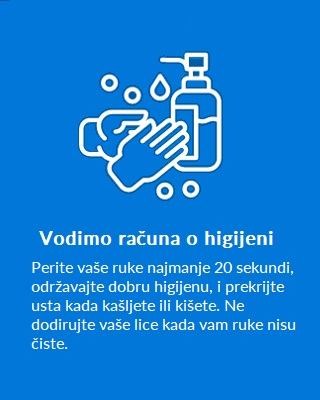 Vodimo računa o higijeni
Perite vaše ruke najmanje 20 sekundi,
održavajte dobru higijenu, i prekrijte
usta kada kašljete ili kišete. Ne
dodirujte vaše lice kada vam ruke nisu
čiste.